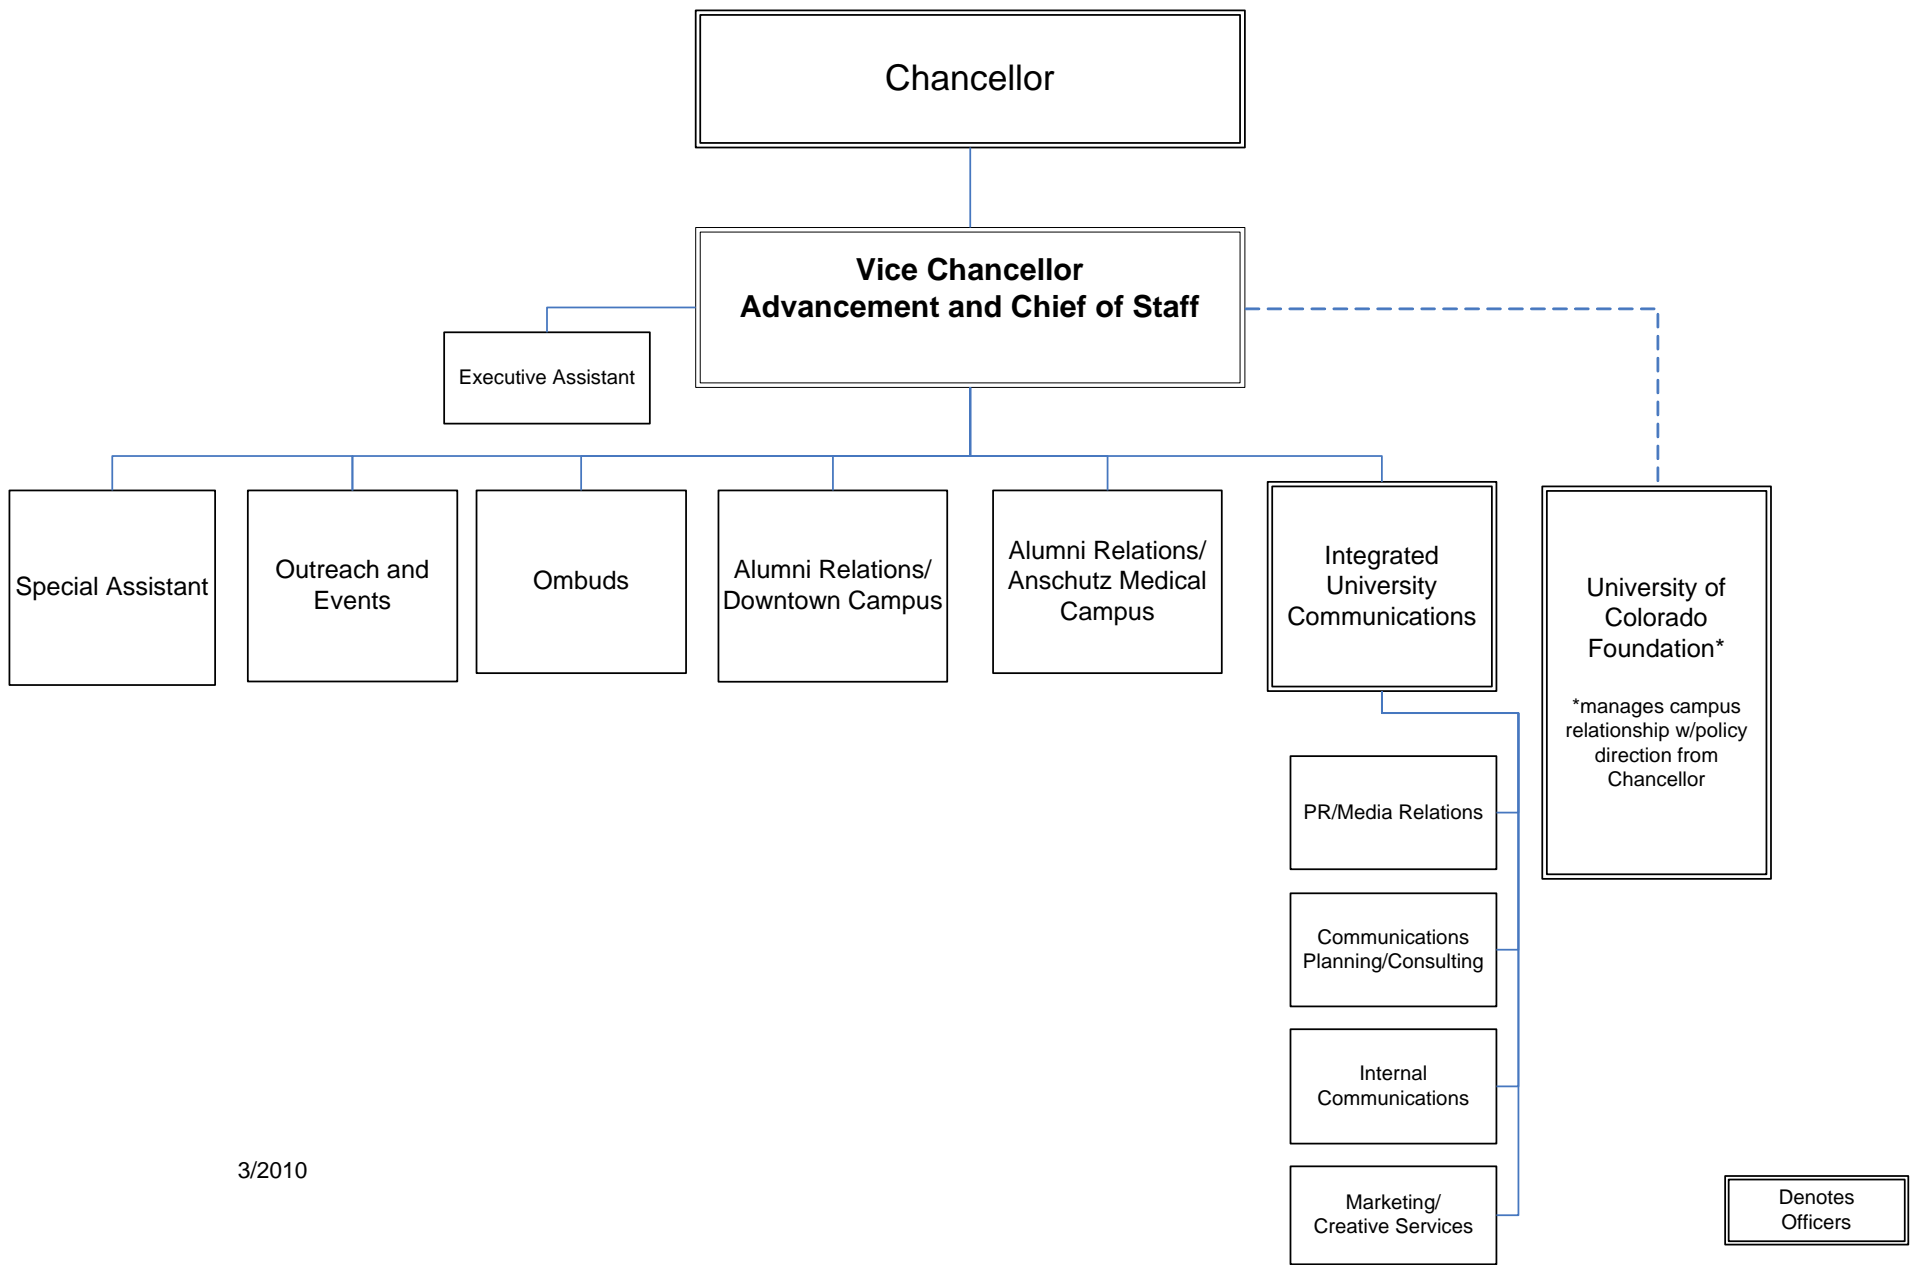 Chancellor
Vice Chancellor
Advancement and Chief of Staff
Executive Assistant
Special Assistant
Outreach and
Events
Ombuds
Alumni Relations/
Downtown Campus
Alumni Relations/
Anschutz Medical
Campus
Integrated
University
Communications
University of
Colorado
Foundation*
*manages campus
relationship w/policy
direction from
Chancellor
PR/Media Relations
Communications
Planning/Consulting
Internal
Communications
Marketing/
Creative Services
3/2010
Denotes
Officers